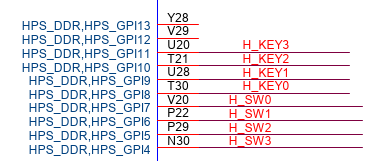 Y28
HPS_DDR,HPS_GPI13 V29
HPS_DDR,HPS_GPI12 U20 H_KEY3
HPS_DDR,HPS_GPI11 T21 H_KEY2
HPS_DDR,HPS_GPI10 U28 H_KEY1
HPS_DDR,HPS_GPI9 T30 H_KEY0
HPS_DDR,HPS_GPI8 V20 H_SW0
HPS_DDR,HPS_GPI7 P22 H_SW1
HPS_DDR,HPS_GPI6 P29 H_SW2
HPS_DDR,HPS_GPI5 N30 H_SW3
HPS_DDR,HPS_GPI4